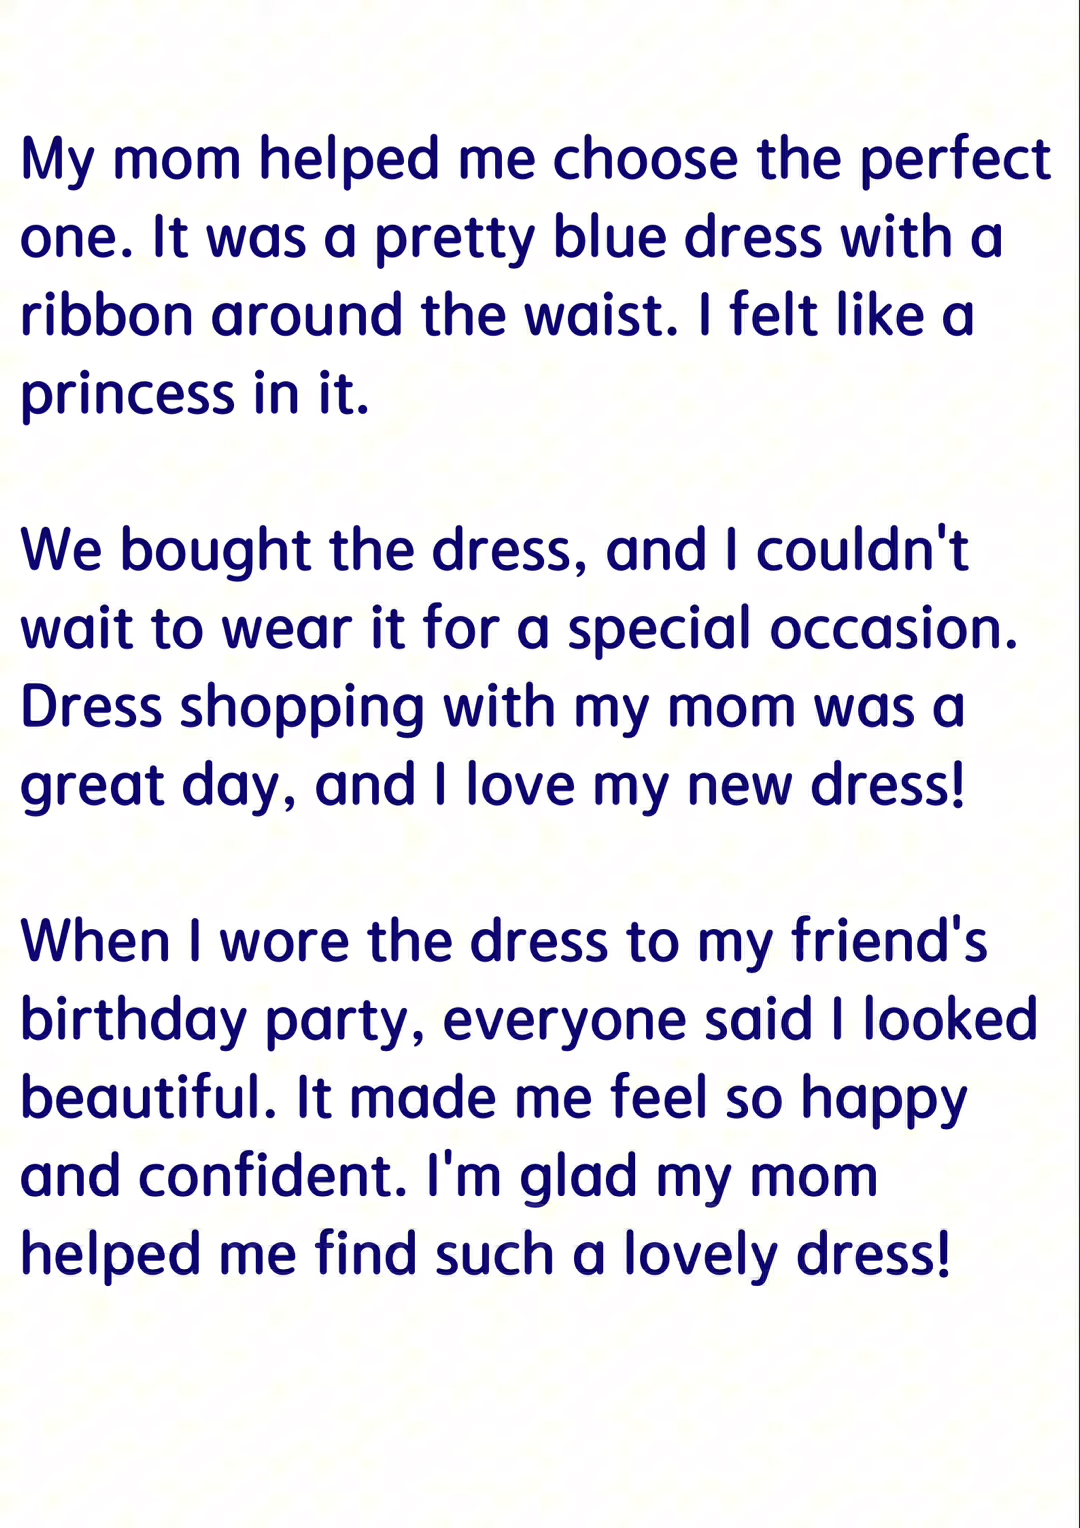 My mom helped me choose the perfect
one. It was a pretty blue dress with a
ribbon around the waist. I felt like a
princess in it.
We bought the dress, and I couldn't
wait to wear it for a special occasion.
Dress shopping with my mom was a
great day, and I love my new dress!
When I wore the dress to my friend's
birthday party, everyone said I looked
beautiful. It made me feel so happy
and confident. I'm glad my mom
helped me find such a lovely dress!